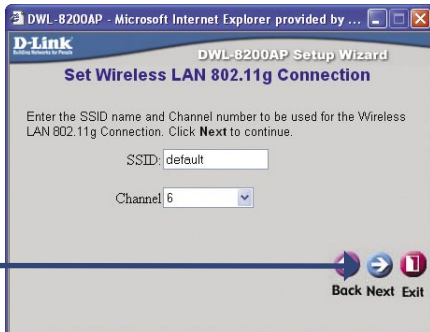 DWL-8200AP - Microsoft Internet Explorer provided by ...
D-Link
Building Networks for People
DWL-8200AP Setup Wizard
Set Wireless LAN 802.11g Connection
Enter the SSID name and Channel number to be used for the Wireless
LAN 802.11g Connection. Click Next to continue.
SSID: default
Channel 6
Back Next Exit